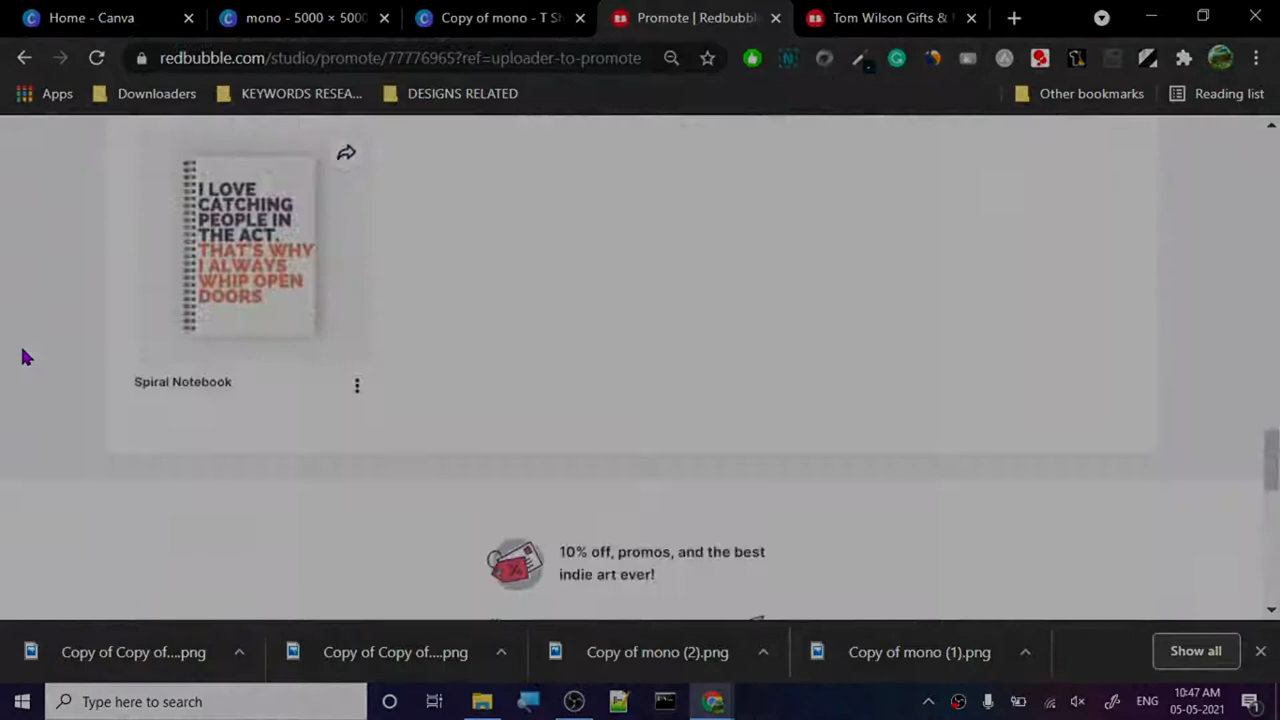 Home - Canva
mono - 5000 × 5000
Copy of mono - T Sh
Promote | Redbubbl
Tom Wilson Gifts &
redbubble.com/studio/promote/77776965?ref=uploader-to-promote
Apps
Downloaders
KEYWORDS RESEA...
DESIGNS RELATED
Other bookmarks
Reading list
I LOVE
CATCHING
PEOPLE IN
THE ACT.
THAT'S WHY
I ALWAYS
WHIP OPEN
DOORS
Spiral Notebook
10% off, promos, and the best
indie art ever!
Copy of Copy of....png
Copy of Copy of....png
Copy of mono (2).png
Copy of mono (1).png
Show all
Type here to search
ENG
10:47 AM
05-05-2021